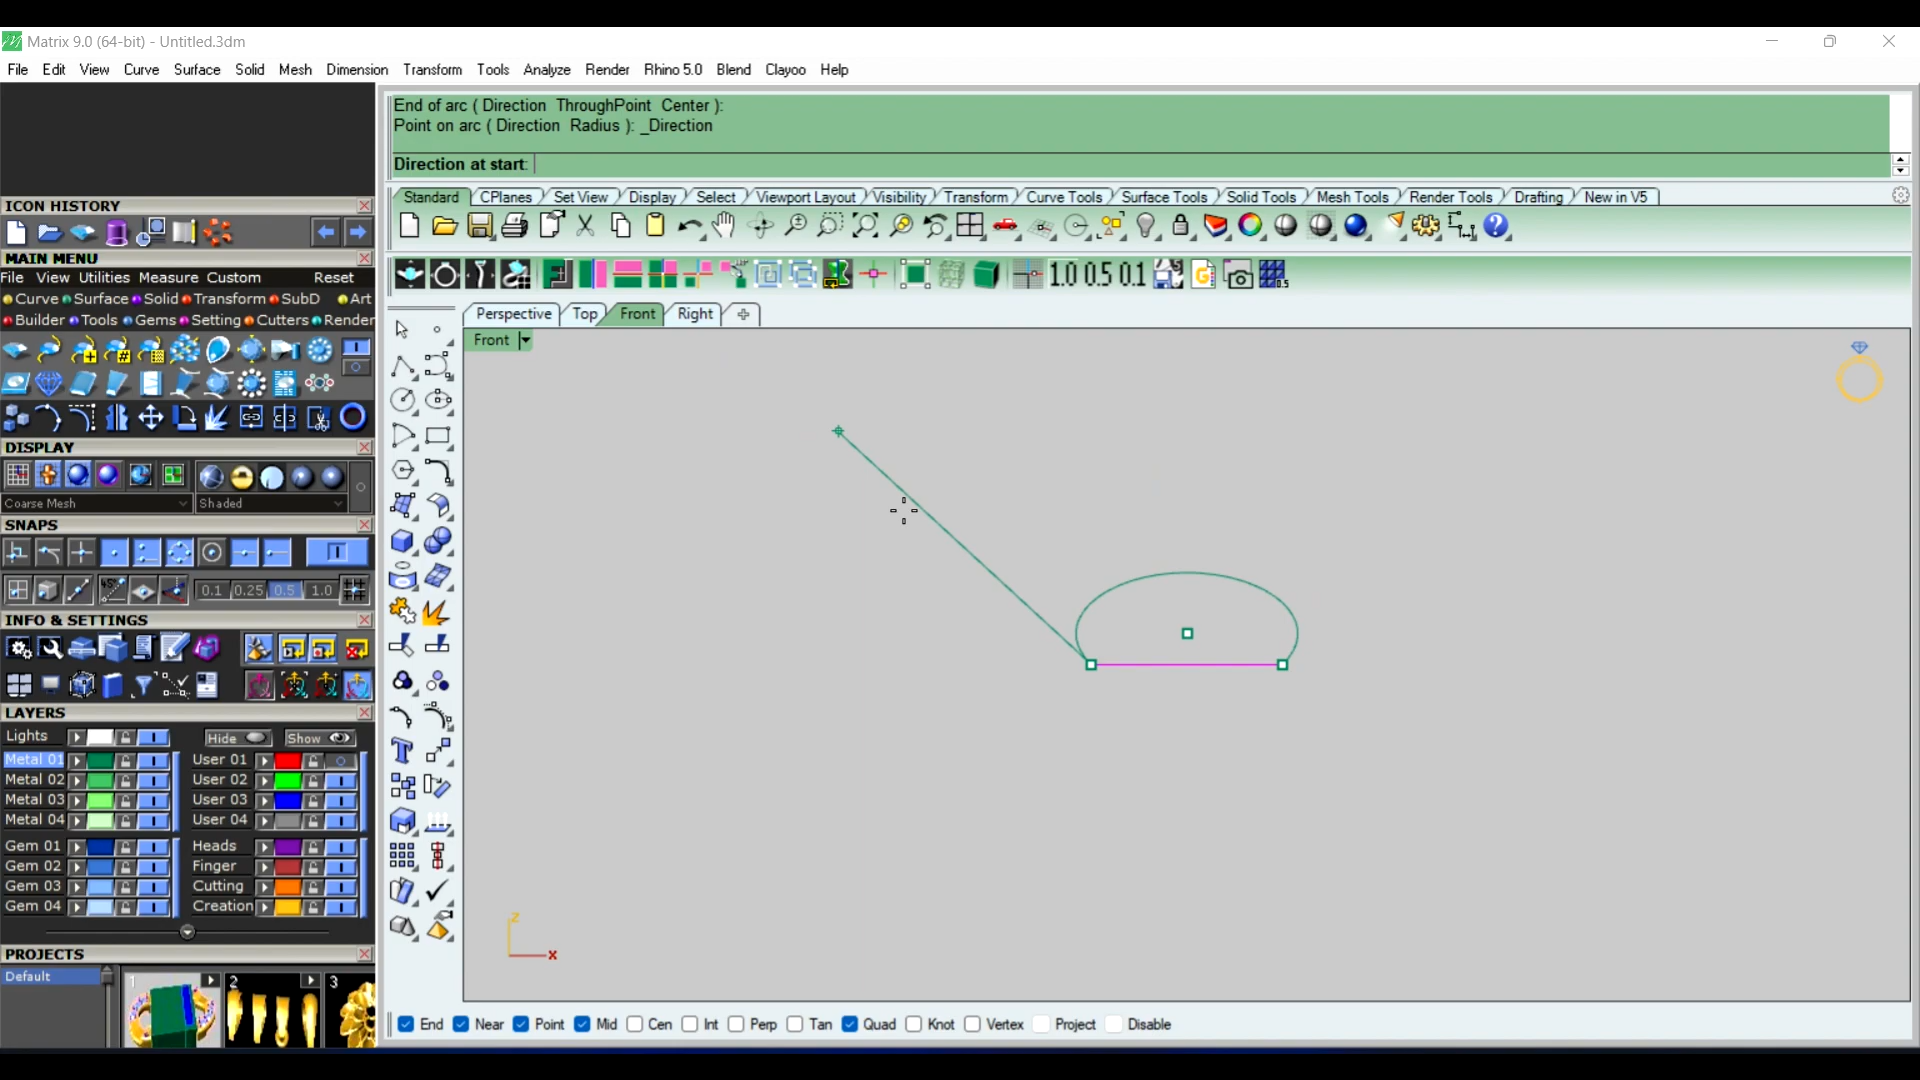 Matrix 9.0 (64-bit) - Untitled.3dm
File Edit View Curve Surface Solid Mesh Dimension Transform Tools Analyze Render Rhino 5.0 Blend Clayoo Help
End of arc ( Direction ThroughPoint Center ):
Point on arc ( Direction Radius ): _Direction
Direction at start:
Standard CPlanes Set View Display Select Viewport Layout Visibility Transform Curve Tools Surface Tools Solid Tools Mesh Tools Render Tools Drafting New in V5
1.0 0.5 0.1
0.5
Perspective Top Front Right
Front
z
x
End Near Point Mid Cen Int Perp Tan Quad Knot Vertex Project Disable
ICON HISTORY
MAIN MENU
File View Utilities Measure Custom Reset
Curve Surface Solid Transform SubD Art
Builder Tools Gems Setting Cutters Render
DISPLAY
Coarse Mesh Shaded
SNAPS
45°
0.1 0.25 0.5 1.0
INFO & SETTINGS
LAYERS
Lights Hide Show
Metal 01 User 01
Metal 02 User 02
Metal 03 User 03
Metal 04 User 04
Gem 01 Heads
Gem 02 Finger
Gem 03 Cutting
Gem 04 Creation
PROJECTS
Default 1 2 3